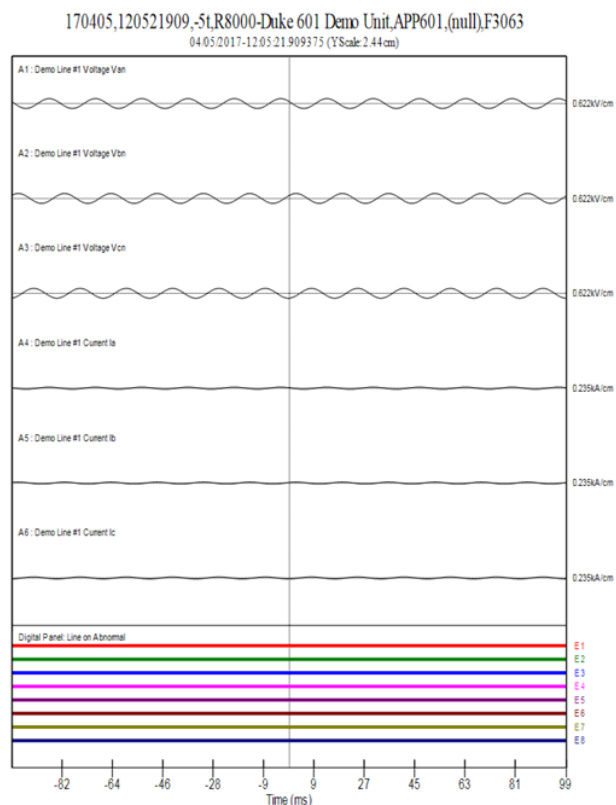 170405,120521909,-5t,R8000-Duke 601 Demo Unit,APP601,(null),F3063
04/05/2017-12:05:21.909375 (YScale:2.44cm)
A1 : Demo Line #1 Voltage Van
0.622kV/cm
A2 : Demo Line #1 Voltage Vbn
0.622kV/cm
A3 : Demo Line #1 Voltage Vcn
0.622kV/cm
A4 : Demo Line #1 Current Ia
0.235kA/cm
A5 : Demo Line #1 Current Ib
0.235kA/cm
A6 : Demo Line #1 Current Ic
0.235kA/cm
Digital Panel: Line on Abnormal
E1
E2
E3
E4
E5
E6
E7
E8
-82 -64 -46 -28 -9 9 27 45 63 81 99
Time (ms)